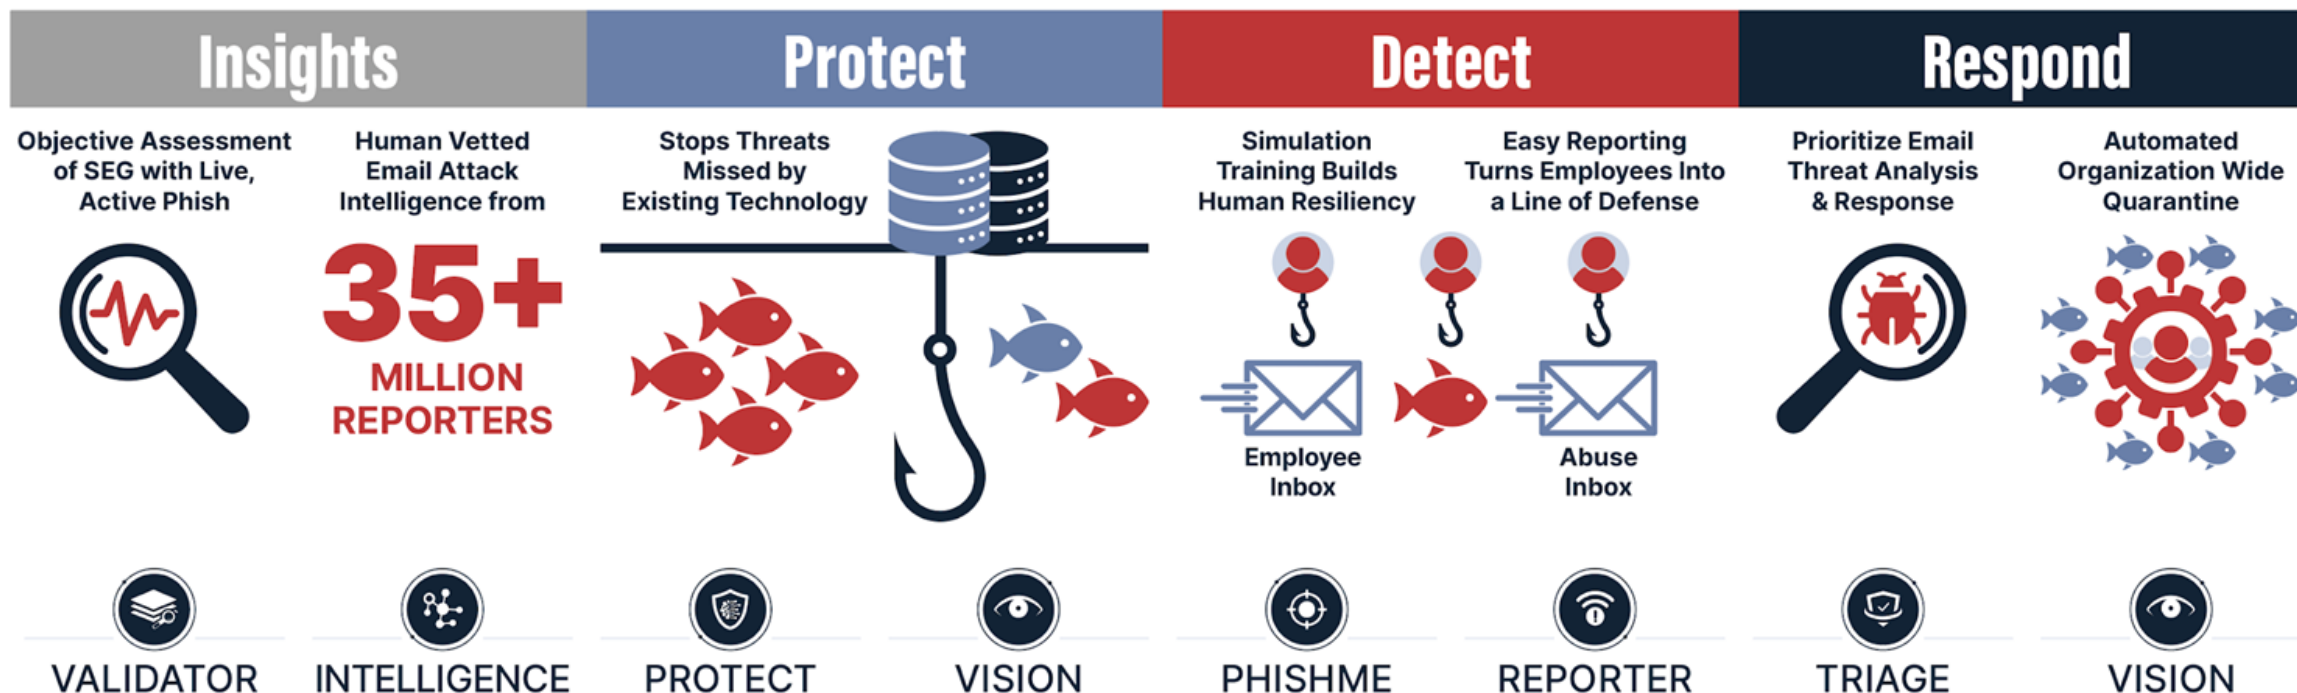 Insights
Protect
Detect
Respond
Objective Assessment
of SEG with Live,
Active Phish
Human Vetted
Email Attack
Intelligence from
35+
MILLION
REPORTERS
Stops Threats
Missed by
Existing Technology
Simulation
Training Builds
Human Resiliency
Easy Reporting
Turns Employees Into
a Line of Defense
Employee
Inbox
Abuse
Inbox
Prioritize Email
Threat Analysis
& Response
Automated
Organization Wide
Quarantine
VALIDATOR
INTELLIGENCE
PROTECT
VISION
PHISHME
REPORTER
TRIAGE
VISION